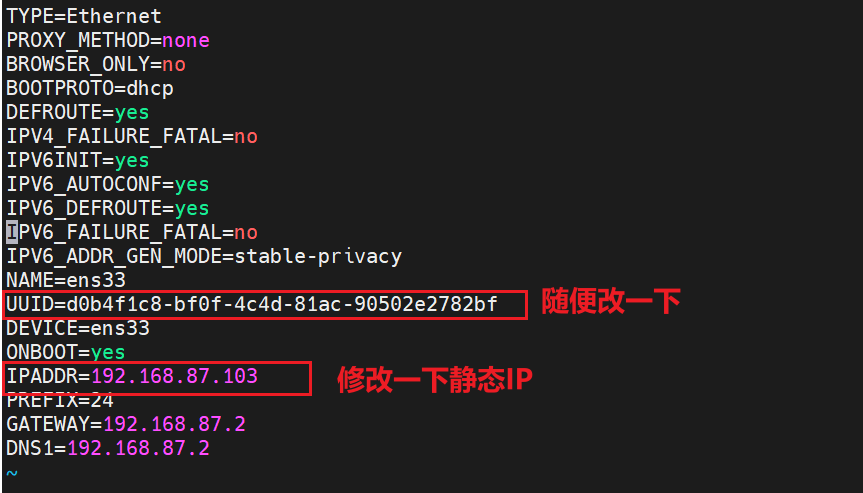 TYPE=Ethernet
PROXY_METHOD=none
BROWSER_ONLY=no
BOOTPROTO=dhcp
DEFROUTE=yes
IPV4_FAILURE_FATAL=no
IPV6INIT=yes
IPV6_AUTOCONF=yes
IPV6_DEFROUTE=yes
IPV6_FAILURE_FATAL=no
IPV6_ADDR_GEN_MODE=stable-privacy
NAME=ens33
UUID=d0b4f1c8-bf0f-4c4d-81ac-90502e2782bf 随便改一下
DEVICE=ens33
ONBOOT=yes
IPADDR=192.168.87.103 修改一下静态IP
PREFIX=24
GATEWAY=192.168.87.2
DNS1=192.168.87.2
~